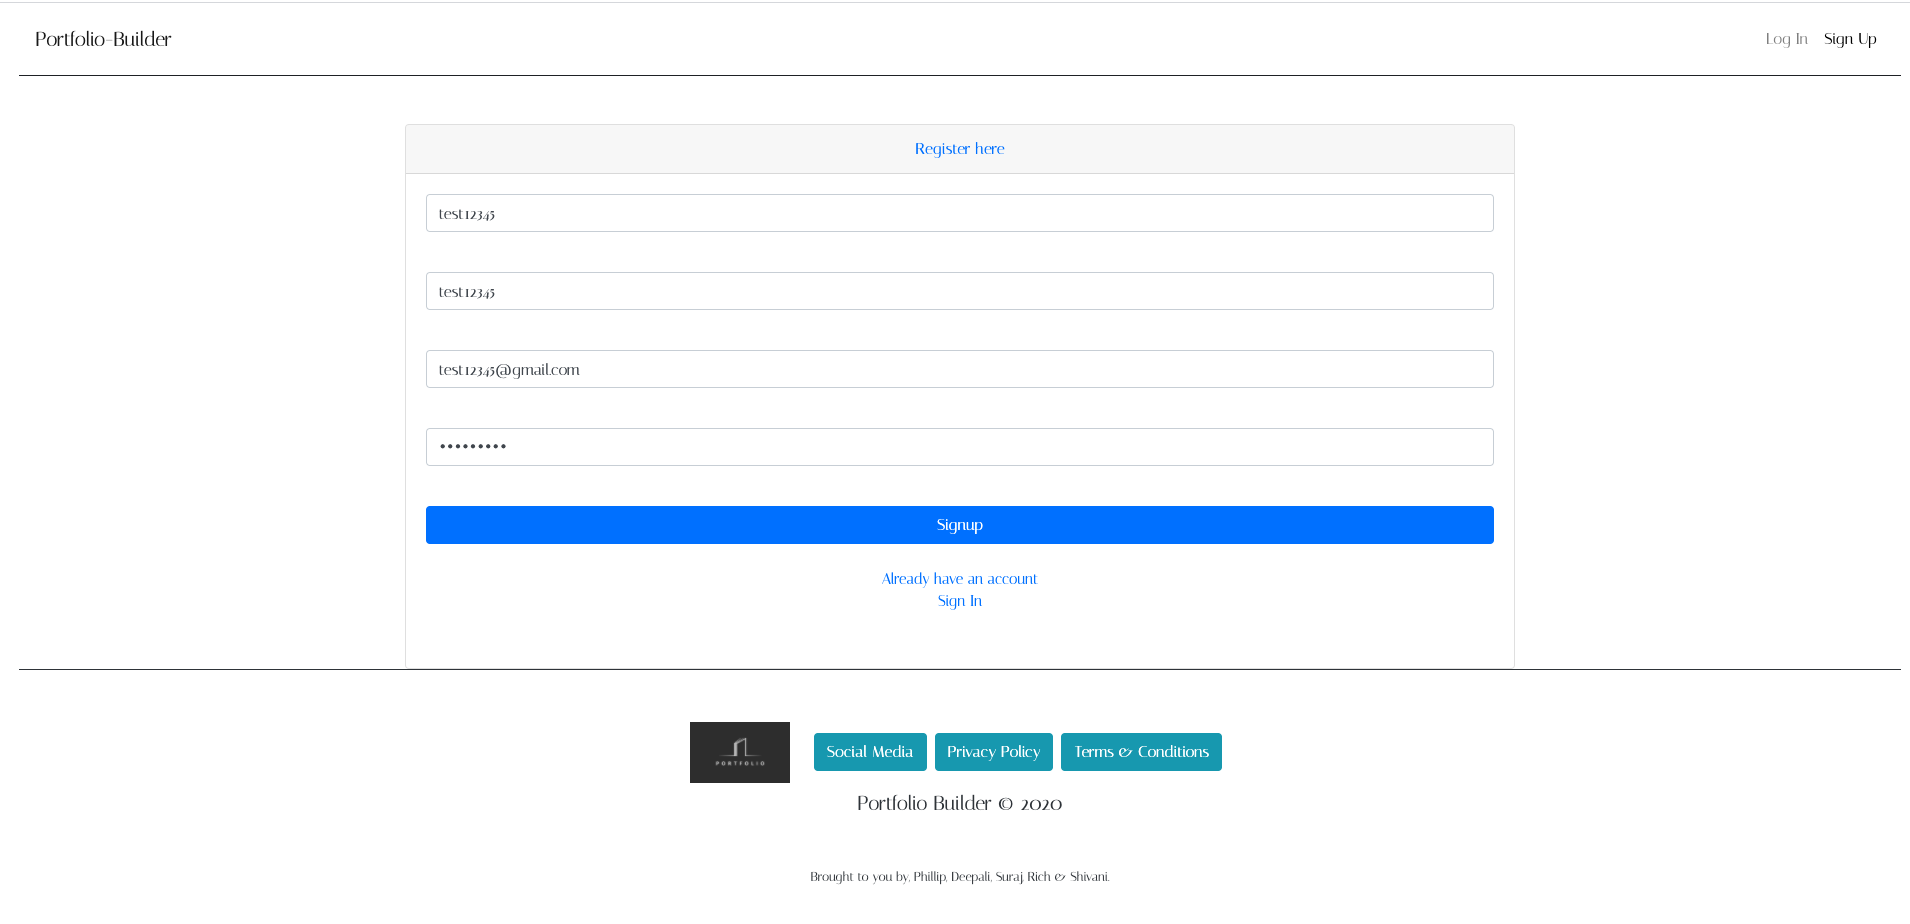 Portfolio-Builder
Log In Sign Up
Register here
test12345
test12345
test12345@gmail.com
•••••••••
Signup
Already have an account
Sign In
PORTFOLIO
Social Media Privacy Policy Terms & Conditions
Portfolio Builder © 2020
Brought to you by, Phillip, Deepali, Suraj, Rich & Shivani.